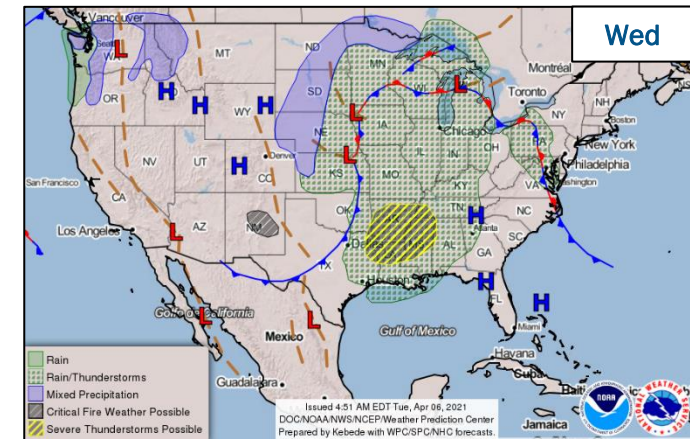 Wed
Vancouver
Seattle
WA
MT
ND
MN
Montréal
OR
ID
WY
SD
Toronto
NH
NY
Boston
New York
NE
IA
Chicago
IL
IN
OH
PA
Philadelphia
NV
UT
Denver
CO
KS
MO
KY
VA
Washington
San Francisco
CA
AZ
NM
OK
TN
NC
Los Angeles
TX
Dallas
AL
Atlanta
GA
SC
Houston
FL
Miami
Golfo de California
Mexico
Gulf of Mexico
Havana
Cuba
Guadalajara
Jamaica
L
L
L
L
L
L
L
H
H
H
H
H
H
H
Rain
Rain/Thunderstorms
Mixed Precipitation
Critical Fire Weather Possible
Severe Thunderstorms Possible
Issued 4:51 AM EDT Tue, Apr 06, 2021
DOC/NOAA/NWS/NCEP/Weather Prediction Center
Prepared by Kebede with WPC/SPC/NHC forecasts.
NOAA
NATIONAL WEATHER SERVICE